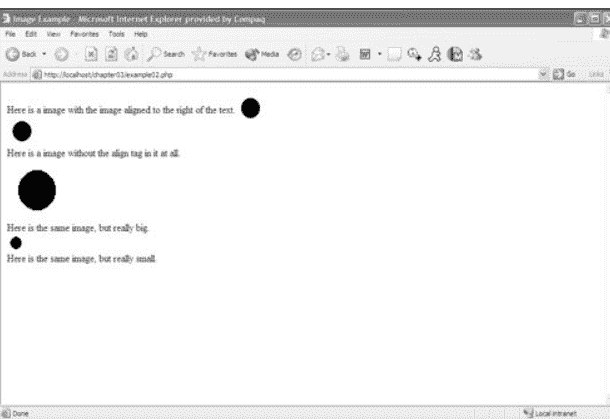 Image Example - Microsoft Internet Explorer provided by Compaq
File Edit View Favorites Tools Help
Back Search Favorites Media
Address http://localhost/chapter03/example02.php Go Links
Here is a image with the image aligned to the right of the text.
Here is a image without the align tag in it at all.
Here is the same image, but really big.
Here is the same image, but really small.
Done Local intranet